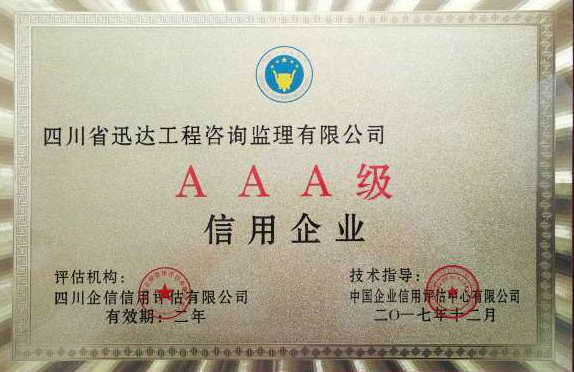 四川省迅达工程咨询监理有限公司
AAA级
信用企业
评估机构：
四川企信信用评估有限公司
有效期：二年
技术指导：
中国企业信用评估中心有限公司
二〇一七年十二月